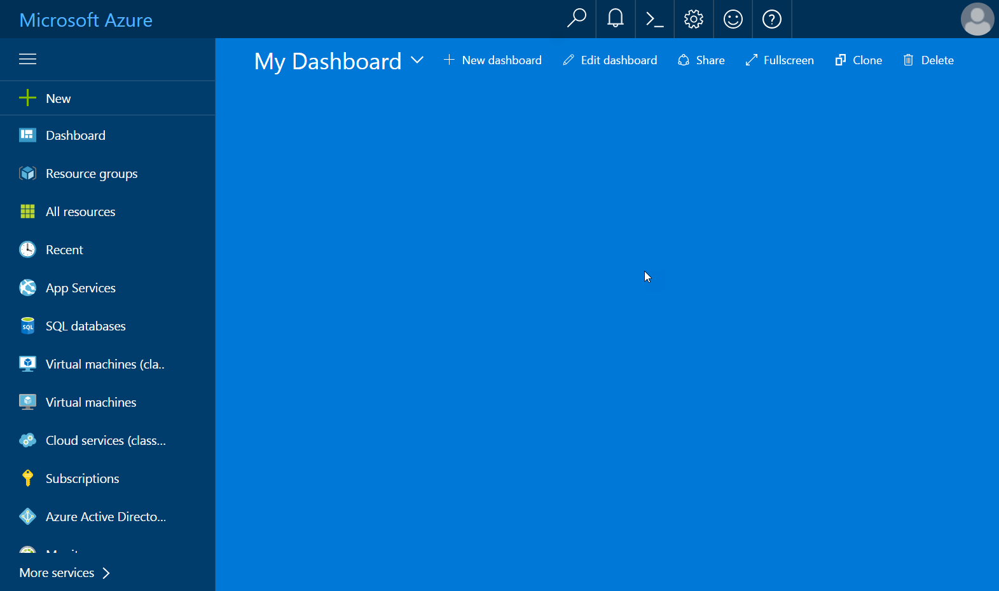 Microsoft Azure
My Dashboard
New dashboard
Edit dashboard
Share
Fullscreen
Clone
Delete
New
Dashboard
Resource groups
All resources
Recent
App Services
SQL databases
SQL
Virtual machines (cla..
Virtual machines
Cloud services (class...
Subscriptions
Azure Active Directo...
More services